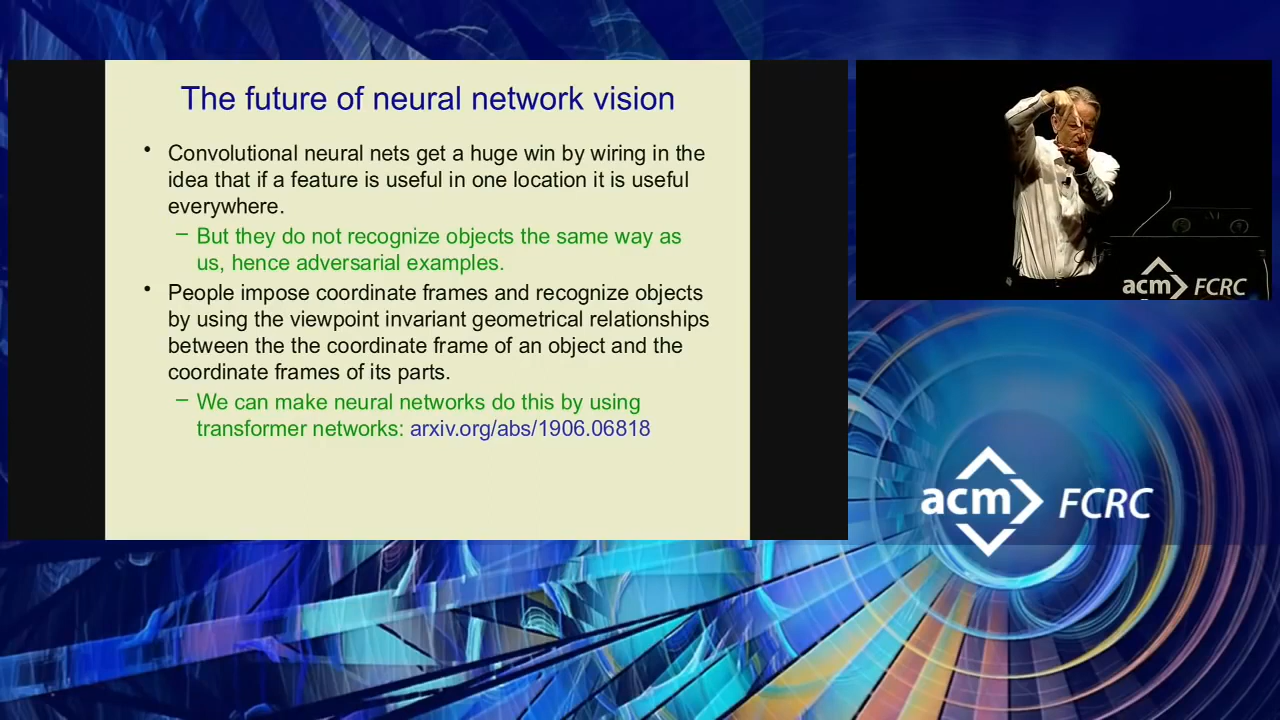 The future of neural network vision
• Convolutional neural nets get a huge win by wiring in the
idea that if a feature is useful in one location it is useful
everywhere.
– But they do not recognize objects the same way as
us, hence adversarial examples.
• People impose coordinate frames and recognize objects
by using the viewpoint invariant geometrical relationships
between the the coordinate frame of an object and the
coordinate frames of its parts.
– We can make neural networks do this by using
transformer networks: arxiv.org/abs/1906.06818
acm FCRC
acm FCRC